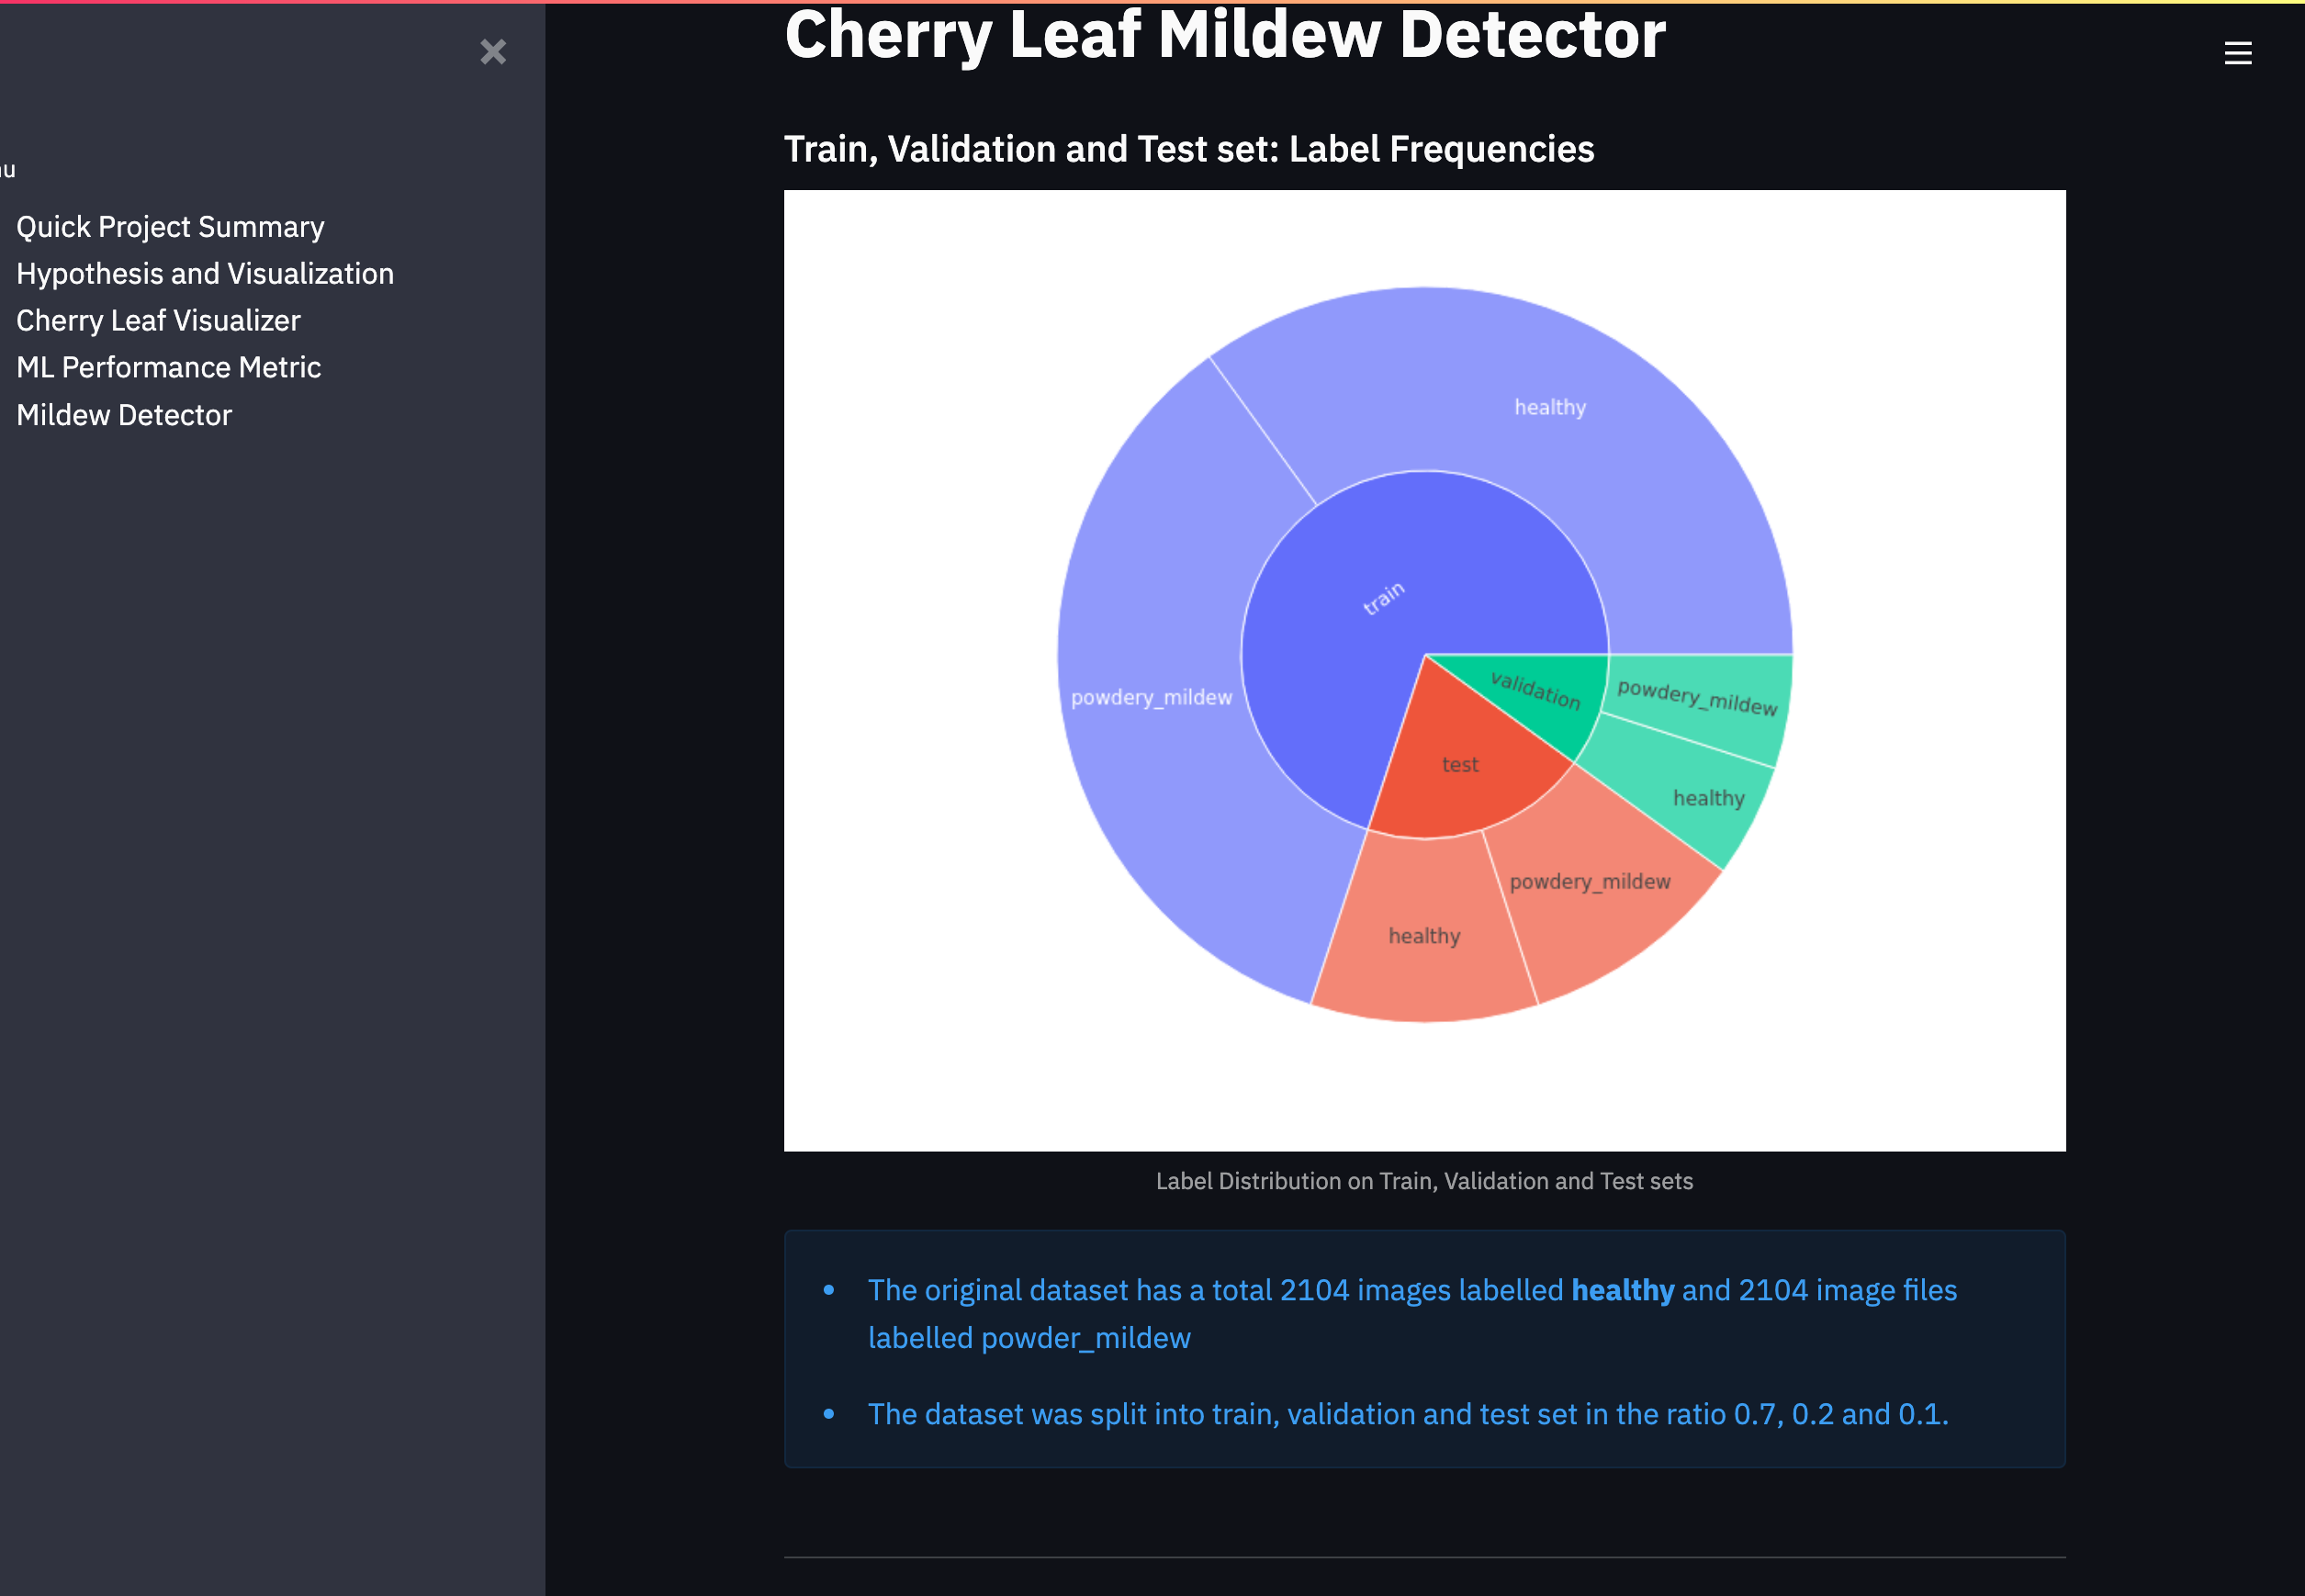 Cherry Leaf Mildew Detector
Train, Validation and Test set: Label Frequencies
Quick Project Summary
Hypothesis and Visualization
Cherry Leaf Visualizer
ML Performance Metric
Mildew Detector
healthy
train
powdery_mildew
validation
powdery_mildew
test
healthy
powdery_mildew
healthy
Label Distribution on Train, Validation and Test sets
The original dataset has a total 2104 images labelled healthy and 2104 image files
labelled powder_mildew
The dataset was split into train, validation and test set in the ratio 0.7, 0.2 and 0.1.